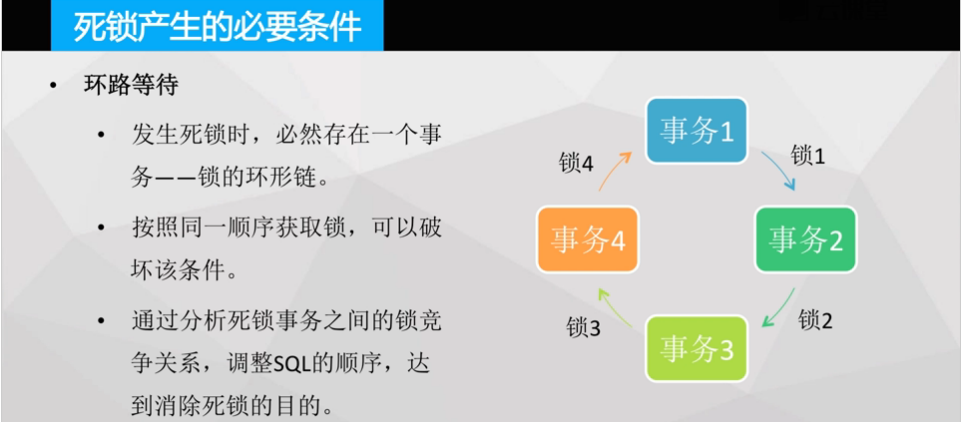 死锁产生的必要条件
• 环路等待
• 发生死锁时，必然存在一个事
务——锁的环形链。
• 按照同一顺序获取锁，可以破
坏该条件。
• 通过分析死锁事务之间的锁竞
争关系，调整SQL的顺序，达
到消除死锁的目的。
事务1
锁4
锁1
事务4
事务2
锁3
锁2
事务3